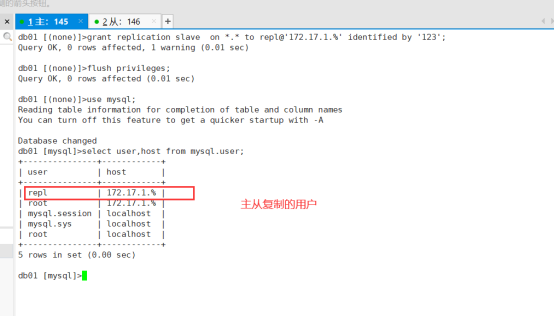 的箭头按钮。
× 1 主: 145 × 2 从: 146 × +
db01 [(none)]>grant replication slave  on *.* to repl@'172.17.1.%' identified by '123';
Query OK, 0 rows affected, 1 warning (0.01 sec)
db01 [(none)]>flush privileges;
Query OK, 0 rows affected (0.01 sec)
db01 [(none)]>use mysql;
Reading table information for completion of table and column names
You can turn off this feature to get a quicker startup with -A
Database changed
db01 [mysql]>select user,host from mysql.user;
+---------------+------------+
| user          | host       |
+---------------+------------+
| repl          | 172.17.1.% |
| root          | 172.17.1.% |
| mysql.session | localhost  |
| mysql.sys     | localhost  |
| root          | localhost  |
+---------------+------------+
主从复制的用户
5 rows in set (0.00 sec)
db01 [mysql]>